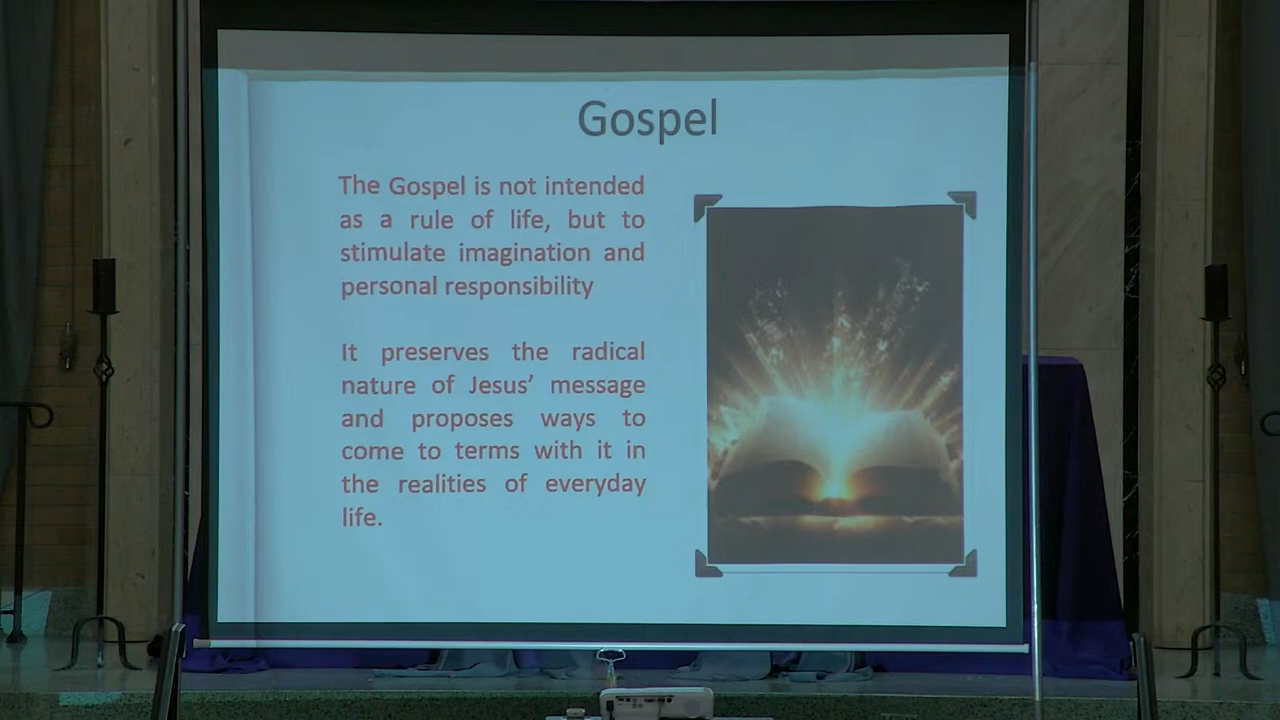 Gospel
The Gospel is not intended
as a rule of life, but to
stimulate imagination and
personal responsibility
It preserves the radical
nature of Jesus’ message
and proposes ways to
come to terms with it in
the realities of everyday
life.